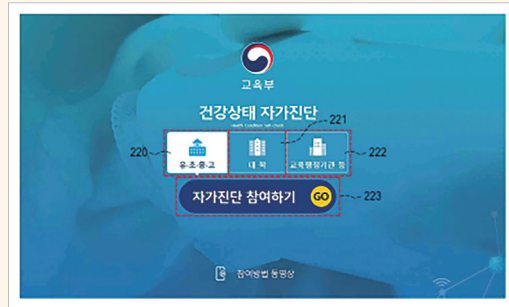 교육부
건강상태 자가진단
221
220
유·초·중·고
대 학
교육행정기관 등
222
자가진단 참여하기 GO
223
참여방법 동영상